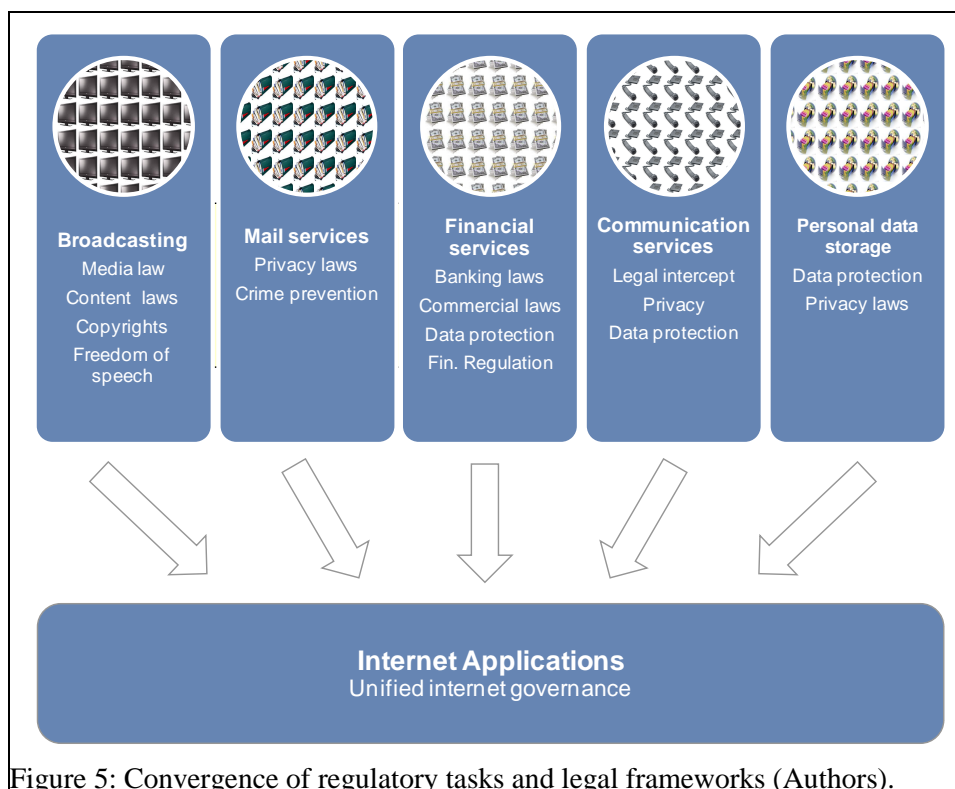 Broadcasting
Media law
Content laws
Copyrights
Freedom of
speech
Mail services
Privacy laws
Crime prevention
Financial
services
Banking laws
Commercial laws
Data protection
Fin. Regulation
Communication
services
Legal intercept
Privacy
Data protection
Personal data
storage
Data protection
Privacy laws
Internet Applications
Unified internet governance
Figure 5: Convergence of regulatory tasks and legal frameworks (Authors).